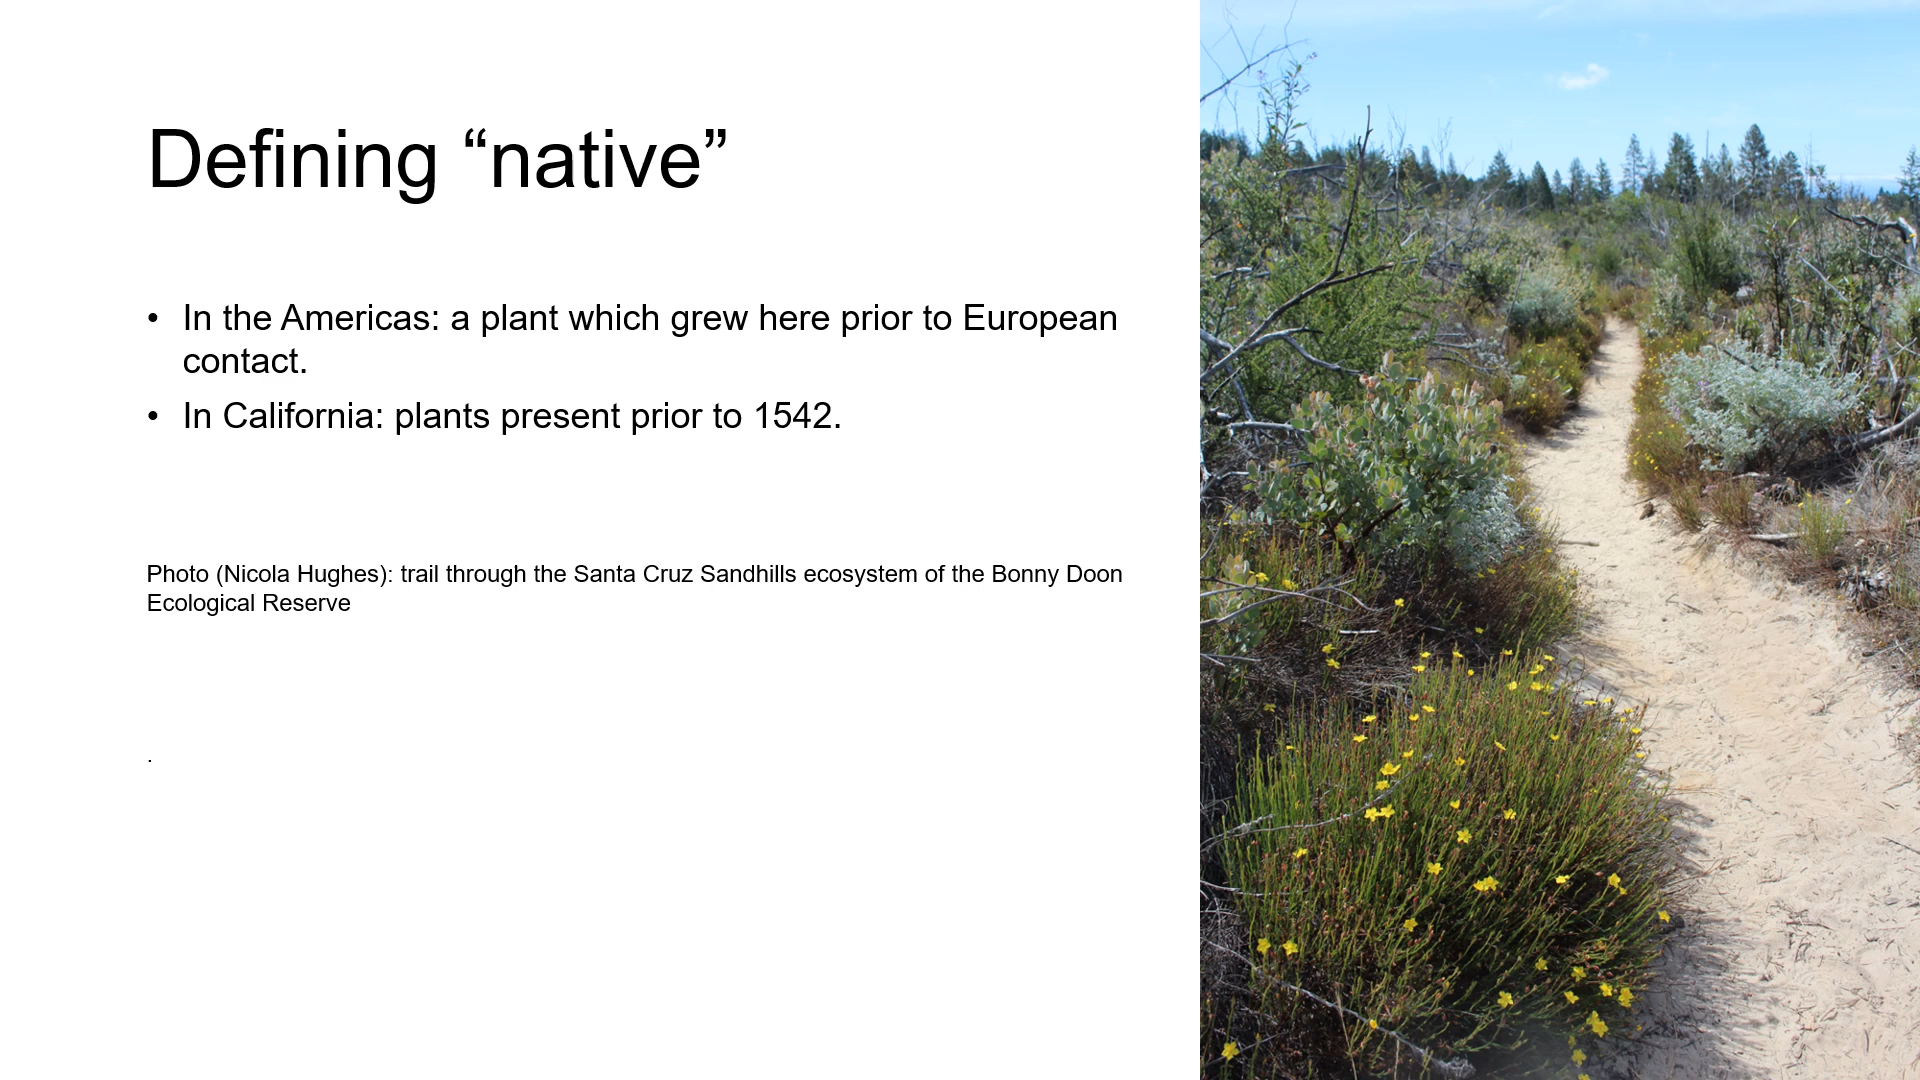 Defining “native”
• In the Americas: a plant which grew here prior to European
contact.
• In California: plants present prior to 1542.
Photo (Nicola Hughes): trail through the Santa Cruz Sandhills ecosystem of the Bonny Doon
Ecological Reserve
.